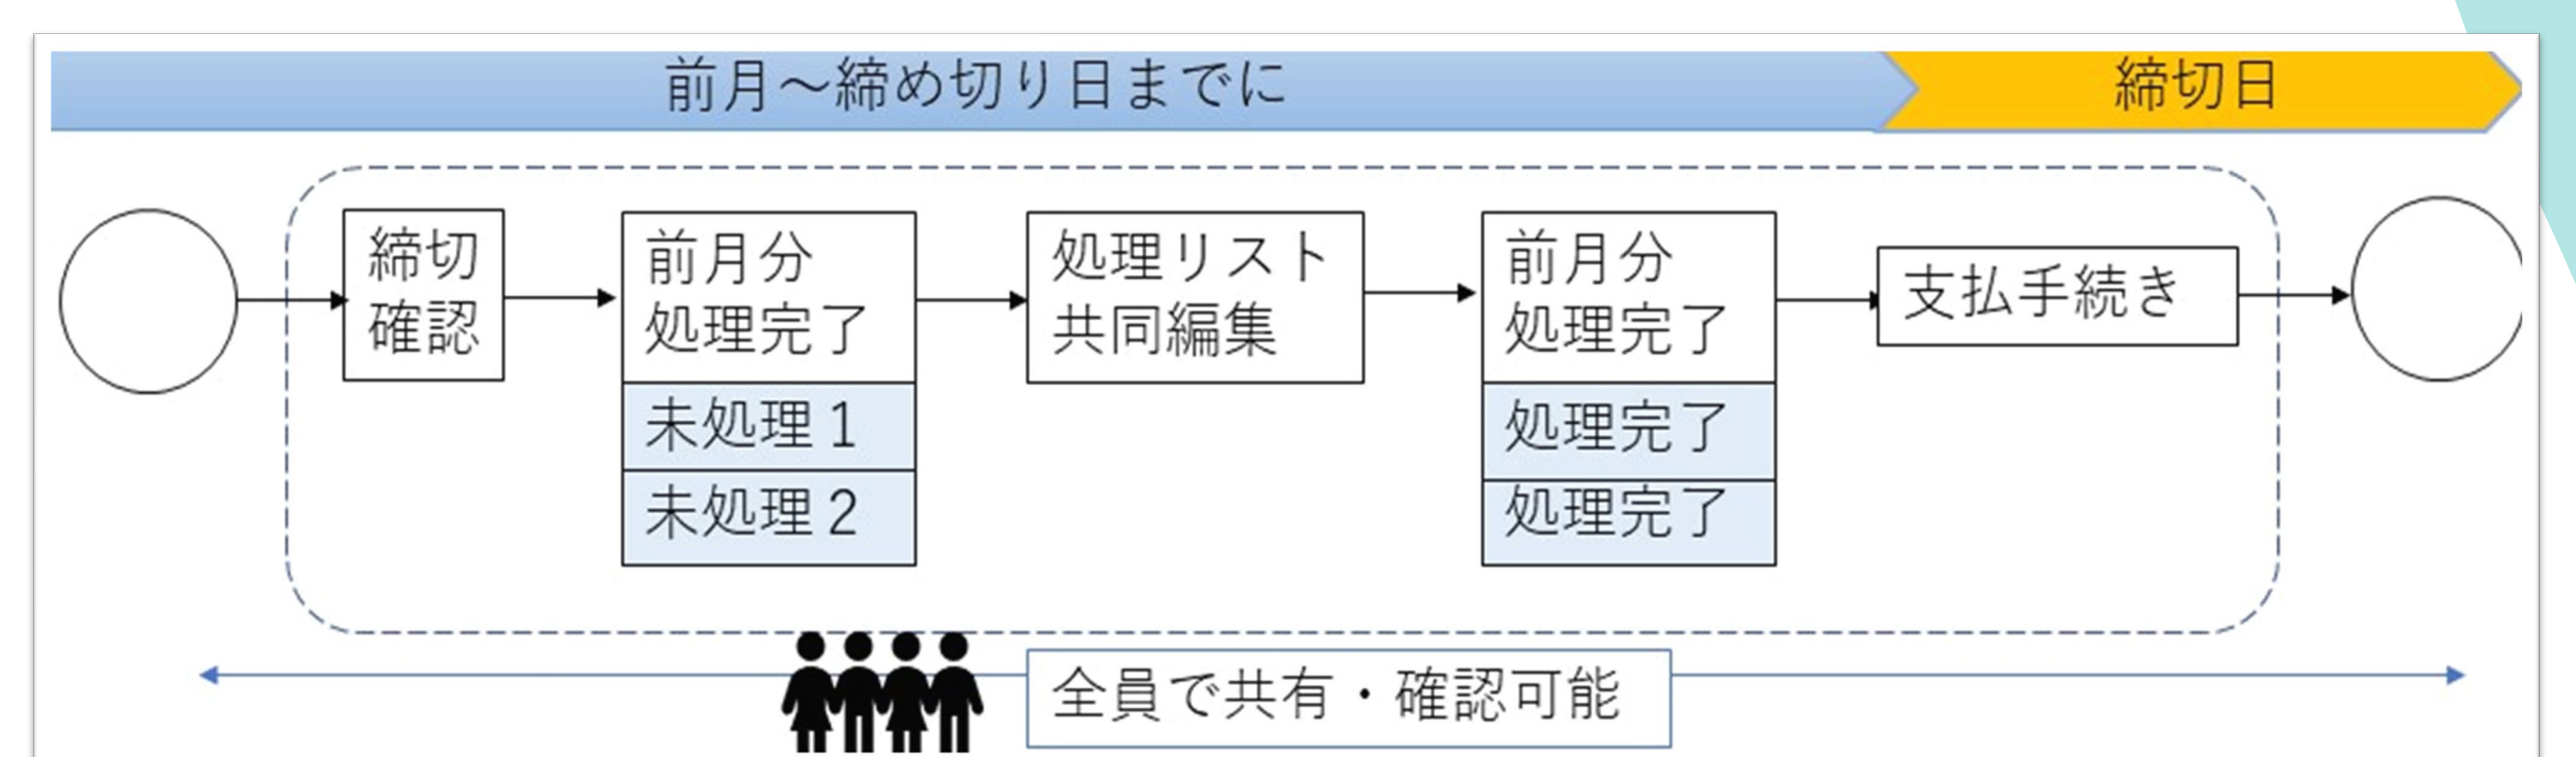 前月～締め切り日までに
締切日
締切
確認
前月分
処理完了
未処理１
未処理２
処理リスト
共同編集
前月分
処理完了
処理完了
処理完了
支払手続き
全員で共有・確認可能